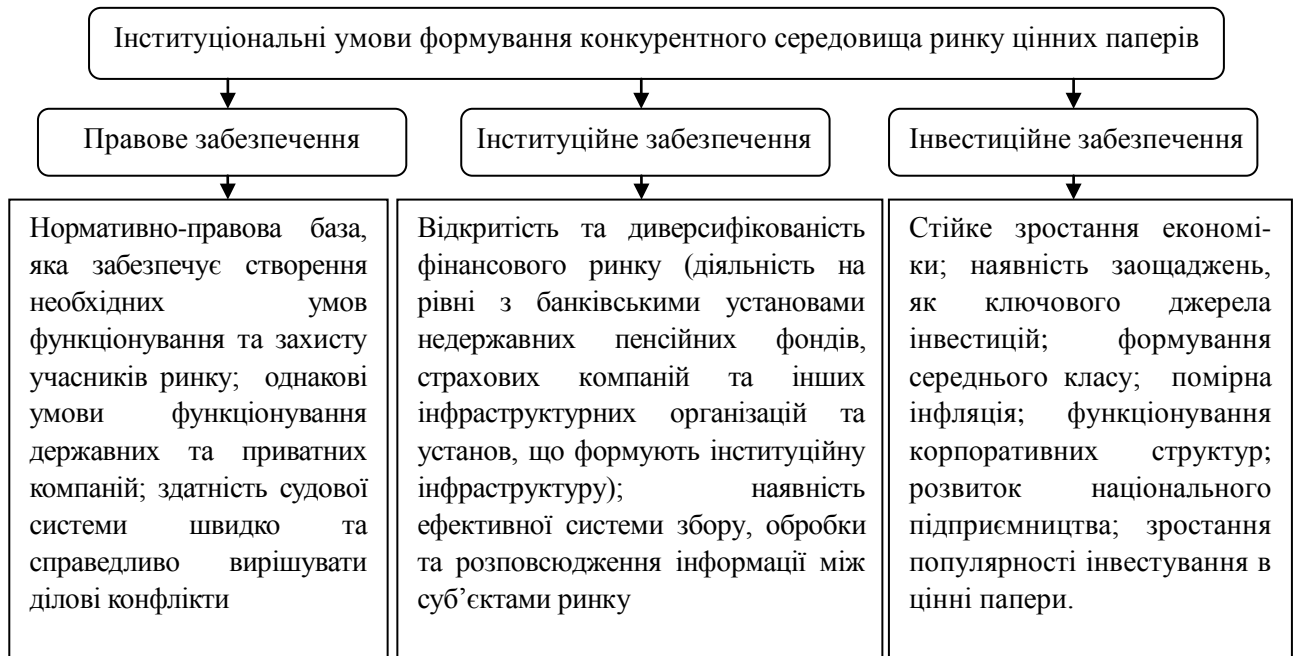 Інституціональні умови формування конкурентного середовища ринку цінних паперів
Правове забезпечення
Інституційне забезпечення
Інвестиційне забезпечення
Нормативно-правова база,
яка забезпечує створення
необхідних умов
функціонування та захисту
учасників ринку; однакові
умови функціонування
державних та приватних
компаній; здатність судової
системи швидко та
справедливо вирішувати
ділові конфлікти
Відкритість та диверсифікованість
фінансового ринку (діяльність на
рівні з банківськими установами
недержавних пенсійних фондів,
страхових компаній та інших
інфраструктурних організацій та
установ, що формують інституційну
інфраструктуру); наявність
ефективної системи збору, обробки
та розповсюдження інформації між
суб’єктами ринку
Стійке зростання економі-
ки; наявність заощаджень,
як ключового джерела
інвестицій; формування
середнього класу; помірна
інфляція; функціонування
корпоративних структур;
розвиток національного
підприємництва; зростання
популярності інвестування в
цінні папери.